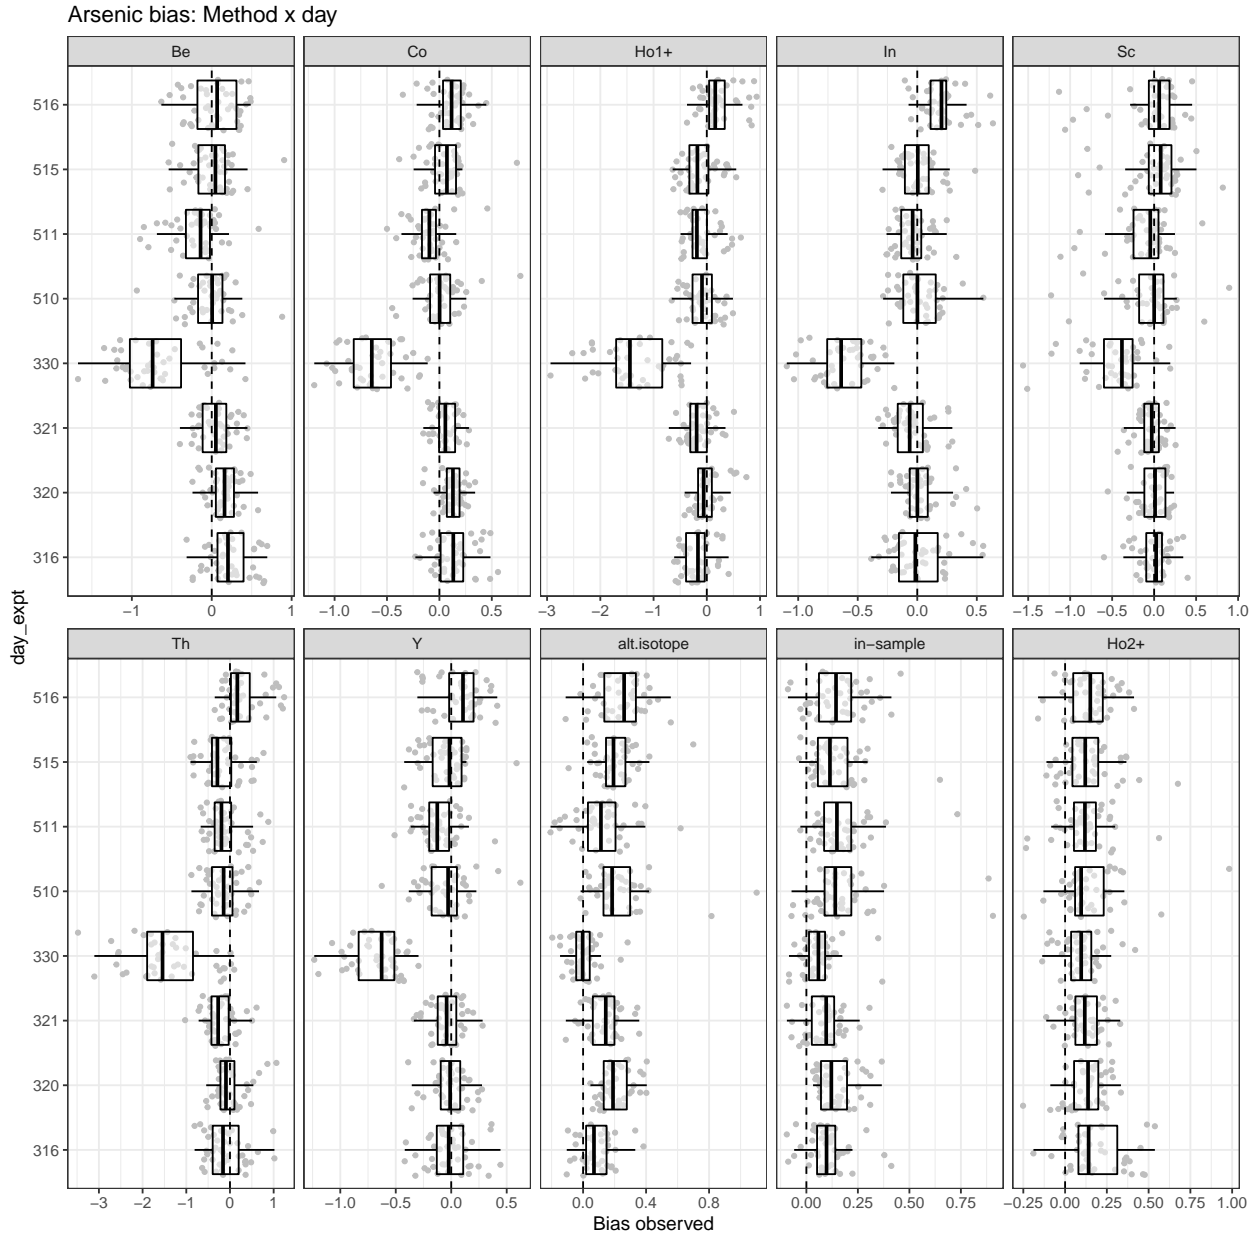 Arsenic bias: Method x day
Be Co Ho1+ In Sc
516
515
511
510
330
321
320
316
−1 0 1 −1.0 −0.5 0.0 0.5 −3 −2 −1 0 1 −1.0 −0.5 0.0 0.5 −1.5 −1.0 −0.5 0.0 0.5 1.0
day_expt
Th Y alt.isotope in−sample Ho2+
516
515
511
510
330
321
320
316
−3 −2 −1 0 1 −1.0 −0.5 0.0 0.5 0.0 0.4 0.8 0.00 0.25 0.50 0.75 −0.25 0.00 0.25 0.50 0.75 1.00
Bias observed